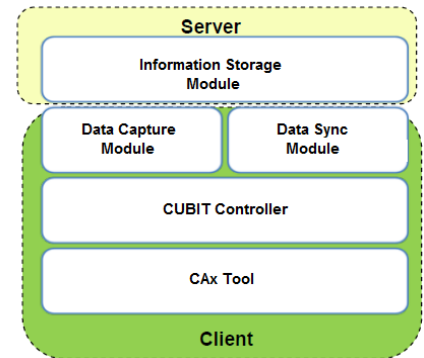 Server
Information Storage
Module
Data Capture
Module
Data Sync
Module
CUBIT Controller
CAx Tool
Client